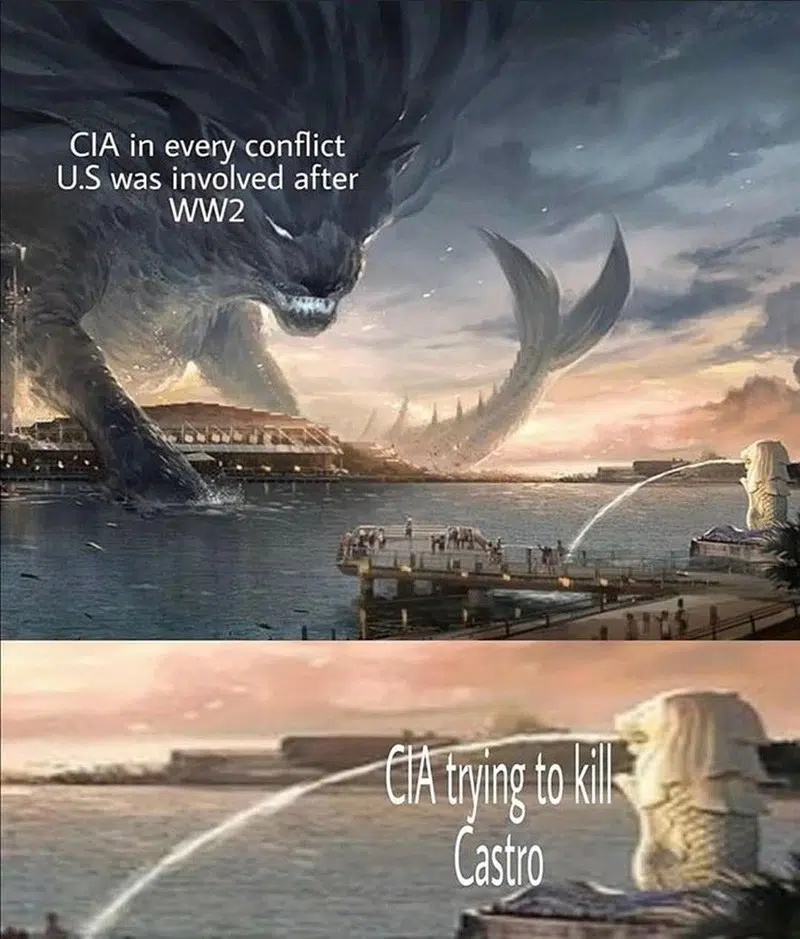 CIA in every conflict
U.S was involved after
WW2
CIA trying to kill
Castro